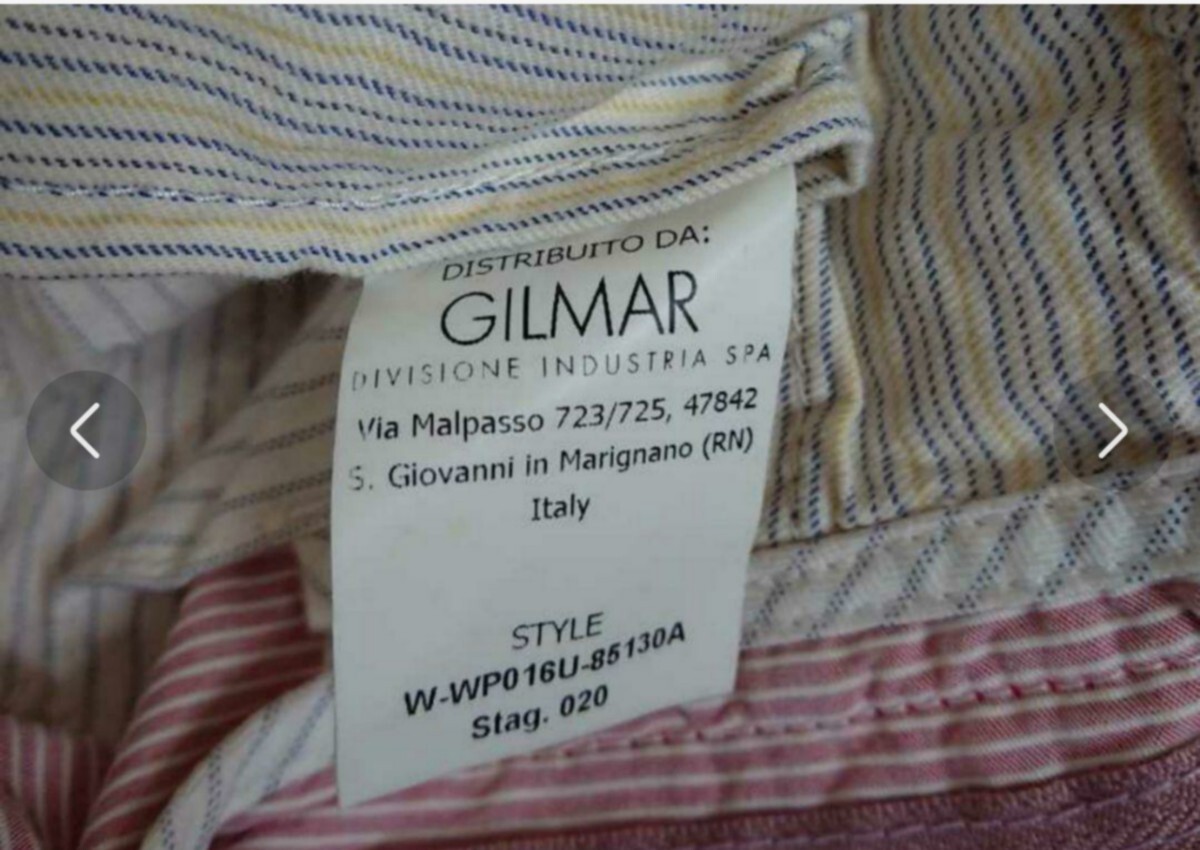 DISTRIBUITO DA:
GILMAR
DIVISIONE INDUSTRIA SPA
Via Malpasso 723/725, 47842
S. Giovanni in Marignano (RN)
Italy
STYLE
W-WP016U-85130A
Stag. 020